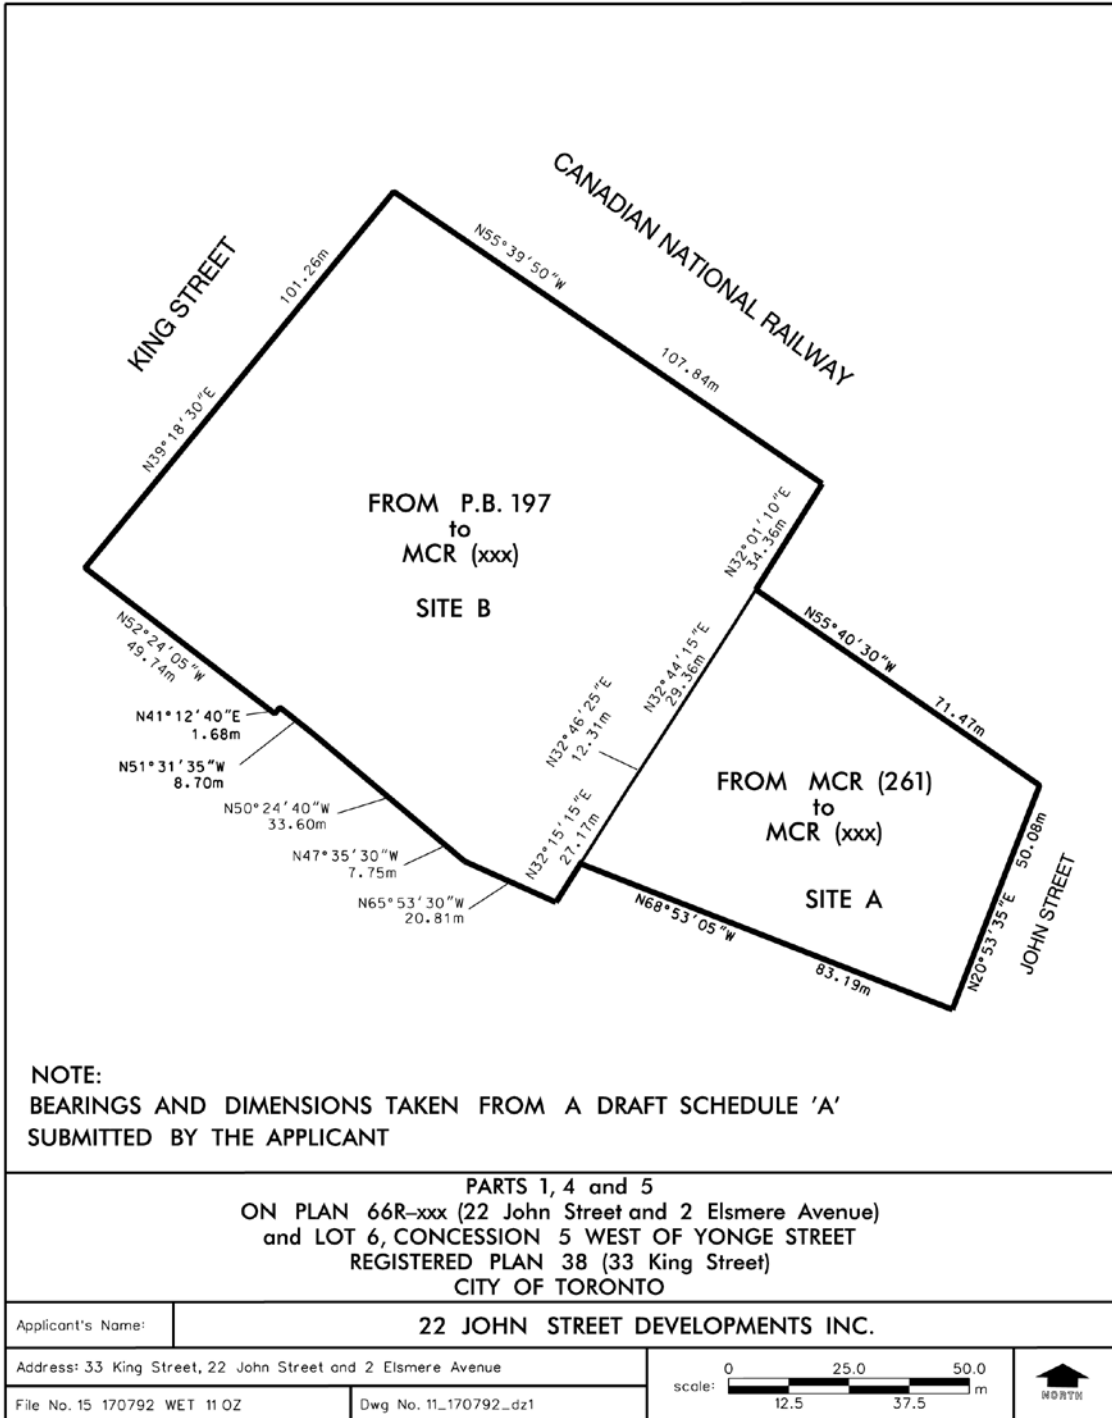 CANADIAN NATIONAL RAILWAY
KING STREET
N55°39'50"W
107.84m
101.26m
N39°18'30"E
FROM P.B. 197
to
MCR (xxx)
SITE B
N32°01'10"E
34.36m
N55°40'30"W
71.47m
N32°44'15"E
29.36m
N32°46'25"E
12.31m
N32°15'15"E
27.17m
N52°24'05"W
49.74m
N41°12'40"E
1.68m
N51°31'35"W
8.70m
N50°24'40"W
33.60m
N47°35'30"W
7.75m
N65°53'30"W
20.81m
FROM MCR (261)
to
MCR (xxx)
SITE A
N68°53'05"W
83.19m
50.08m
N20°53'35"E
JOHN STREET
NOTE:
BEARINGS AND DIMENSIONS TAKEN FROM A DRAFT SCHEDULE 'A'
SUBMITTED BY THE APPLICANT
PARTS 1, 4 and 5
ON PLAN 66R-xxx (22 John Street and 2 Elsmere Avenue)
and LOT 6, CONCESSION 5 WEST OF YONGE STREET
REGISTERED PLAN 38 (33 King Street)
CITY OF TORONTO
Applicant's Name:
22 JOHN STREET DEVELOPMENTS INC.
Address: 33 King Street, 22 John Street and 2 Elsmere Avenue
File No. 15 170792 WET 11 OZ
Dwg No. 11_170792_dz1
0 25.0 50.0
scale: m
12.5 37.5
NORTH